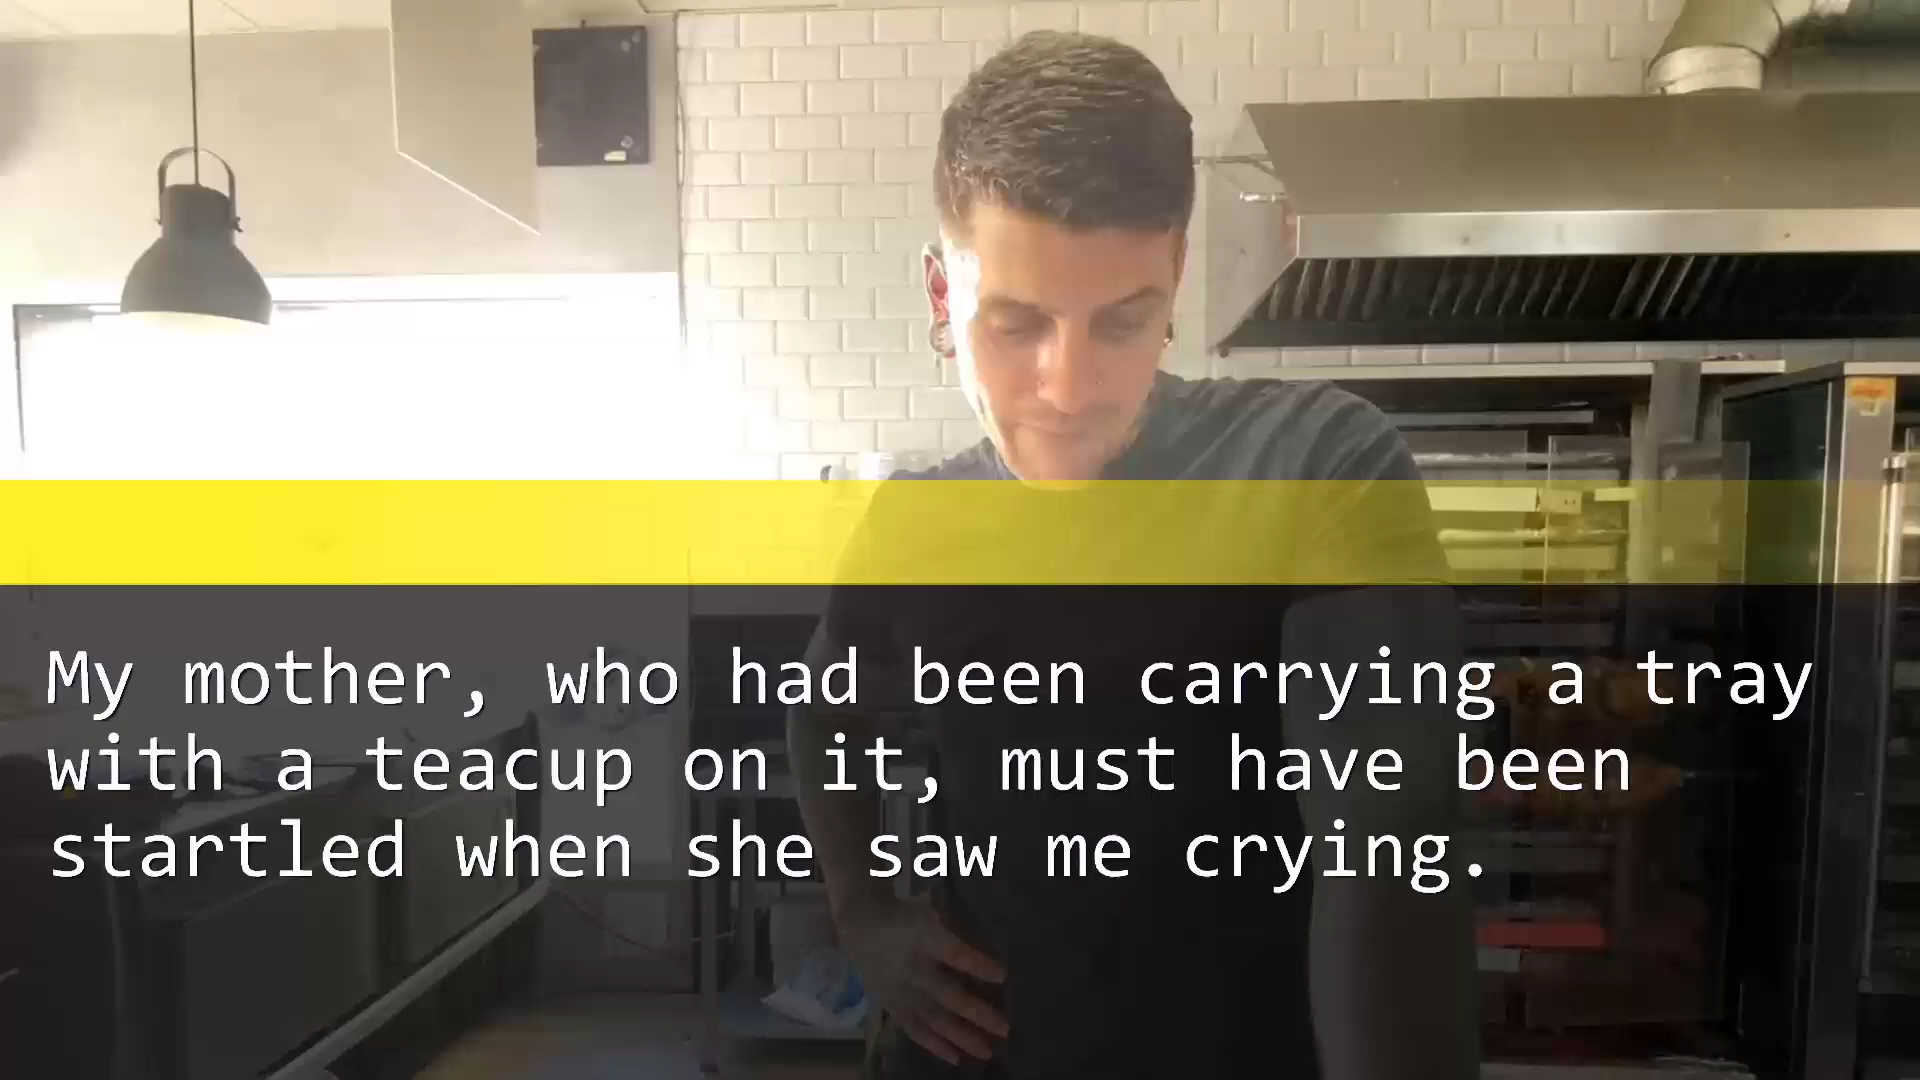 My mother, who had been carrying a tray
with a teacup on it, must have been
startled when she saw me crying.